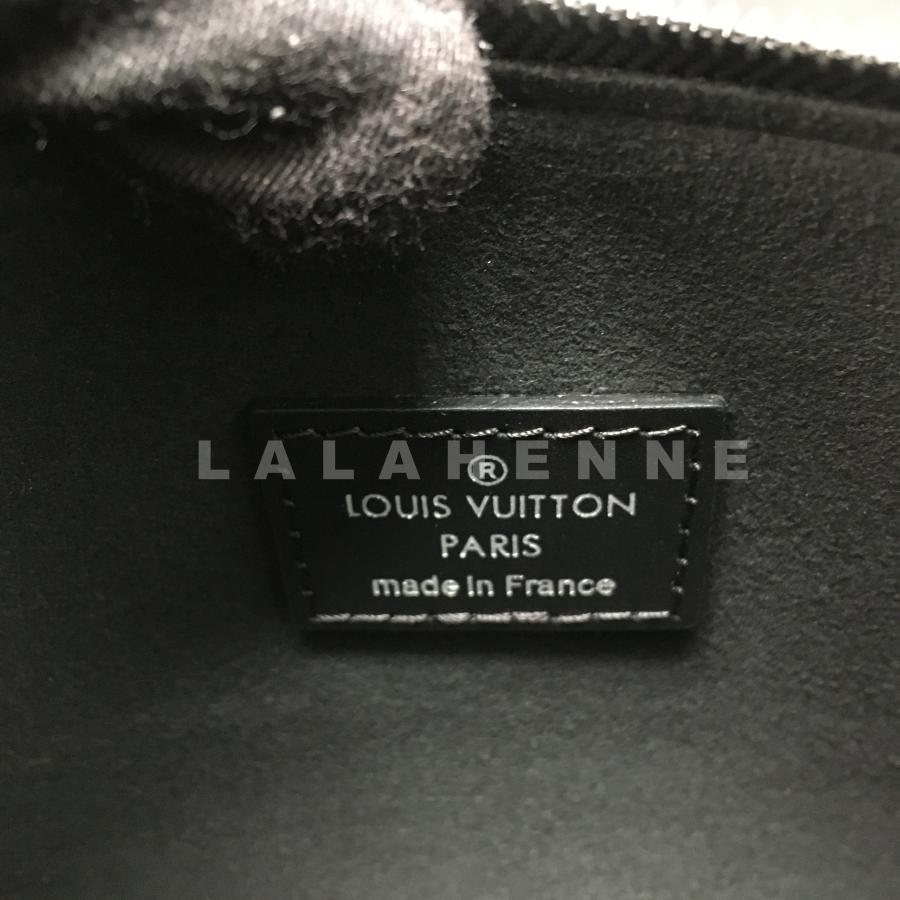 LALAHENNE
®
LOUIS VUITTON
PARIS
made in France